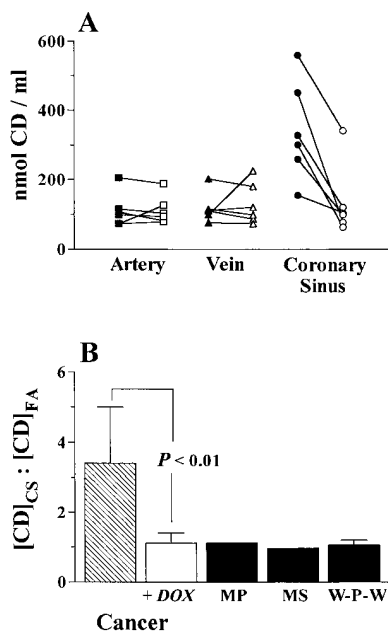 A
600
400
200
0
nmol CD / ml
Artery
Vein
Coronary
Sinus
B
6
4
2
0
[CD]CS : [CD]FA
P < 0.01
+ DOX
MP
MS
W-P-W
Cancer